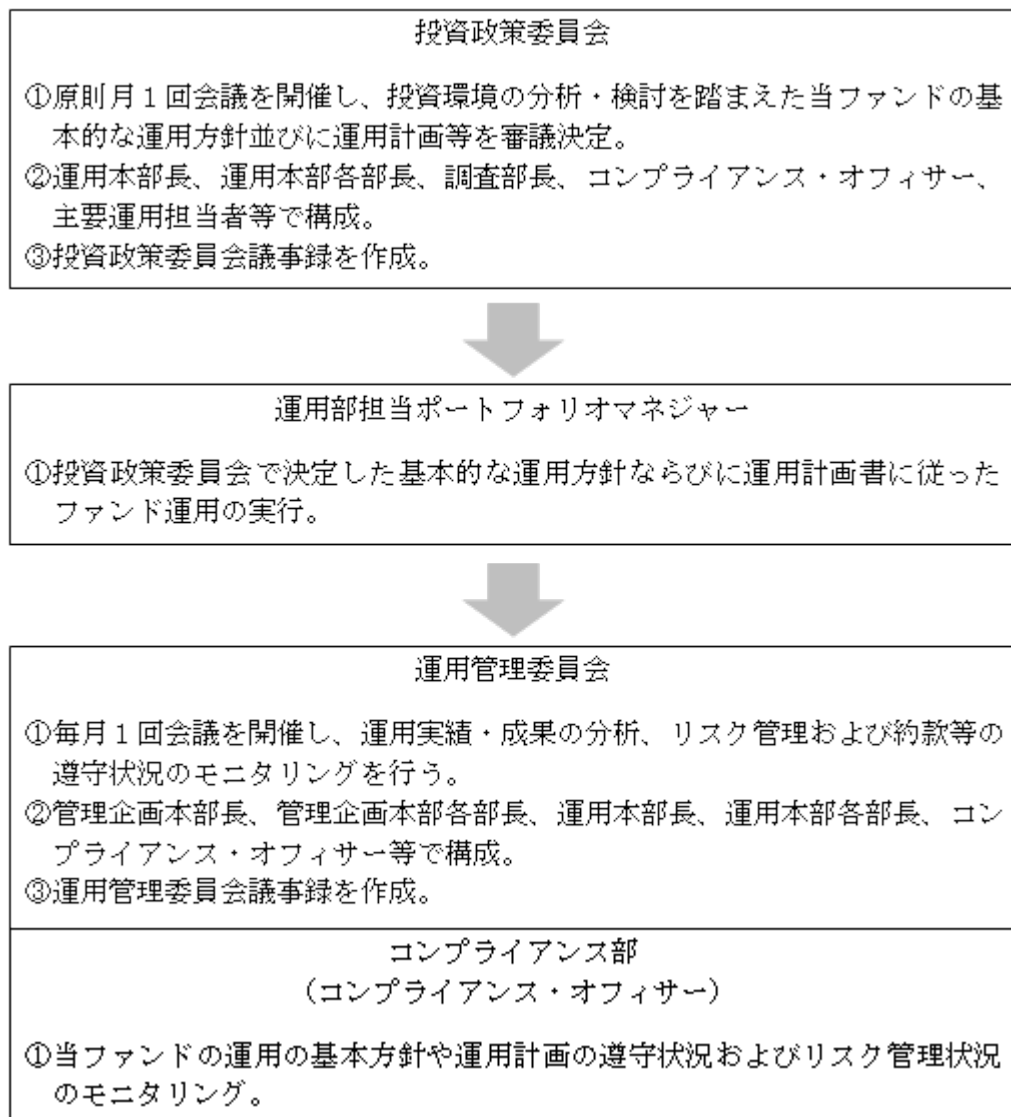 投資政策委員会
①原則月１回会議を開催し、投資環境の分析・検討を踏まえた当ファンドの基
本的な運用方針並びに運用計画等を審議決定。
②運用本部長、運用本部各部長、調査部長、コンプライアンス・オフィサー、
主要運用担当者等で構成。
③投資政策委員会議事録を作成。
運用部担当ポートフォリオマネジャー
①投資政策委員会で決定した基本的な運用方針ならびに運用計画書に従った
ファンド運用の実行。
運用管理委員会
①毎月１回会議を開催し、運用実績・成果の分析、リスク管理および約款等の
遵守状況のモニタリングを行う。
②管理企画本部長、管理企画本部各部長、運用本部長、運用本部各部長、コン
プライアンス・オフィサー等で構成。
③運用管理委員会議事録を作成。
コンプライアンス部
（コンプライアンス・オフィサー）
①当ファンドの運用の基本方針や運用計画の遵守状況およびリスク管理状況
のモニタリング。